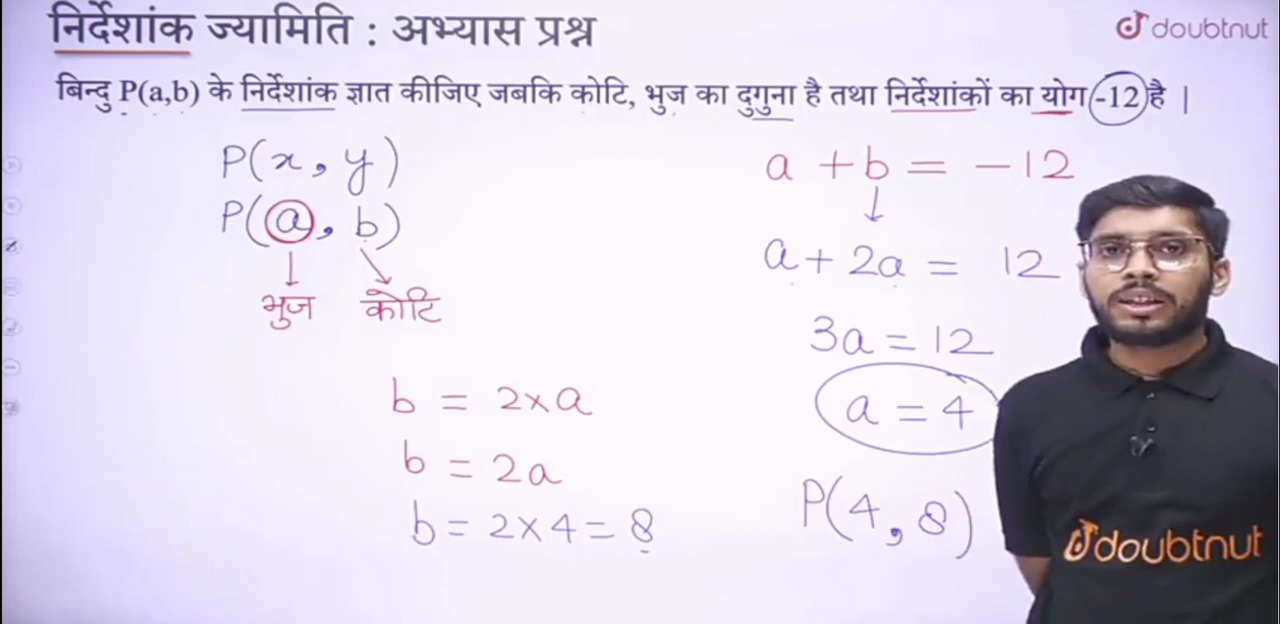 निर्देशांक ज्यामिति : अभ्यास प्रश्न
doubtnut
बिन्दु P(a,b) के निर्देशांक ज्ञात कीजिए जबकि कोटि, भुज का दुगुना है तथा निर्देशांकों का योग -12 है ।
P(x, y)
P(a, b)
भुज कोटि
b = 2×a
b = 2a
b = 2×4 = 8
a + b = -12
a + 2a = 12
3a = 12
a = 4
P(4, 8)
doubtnut